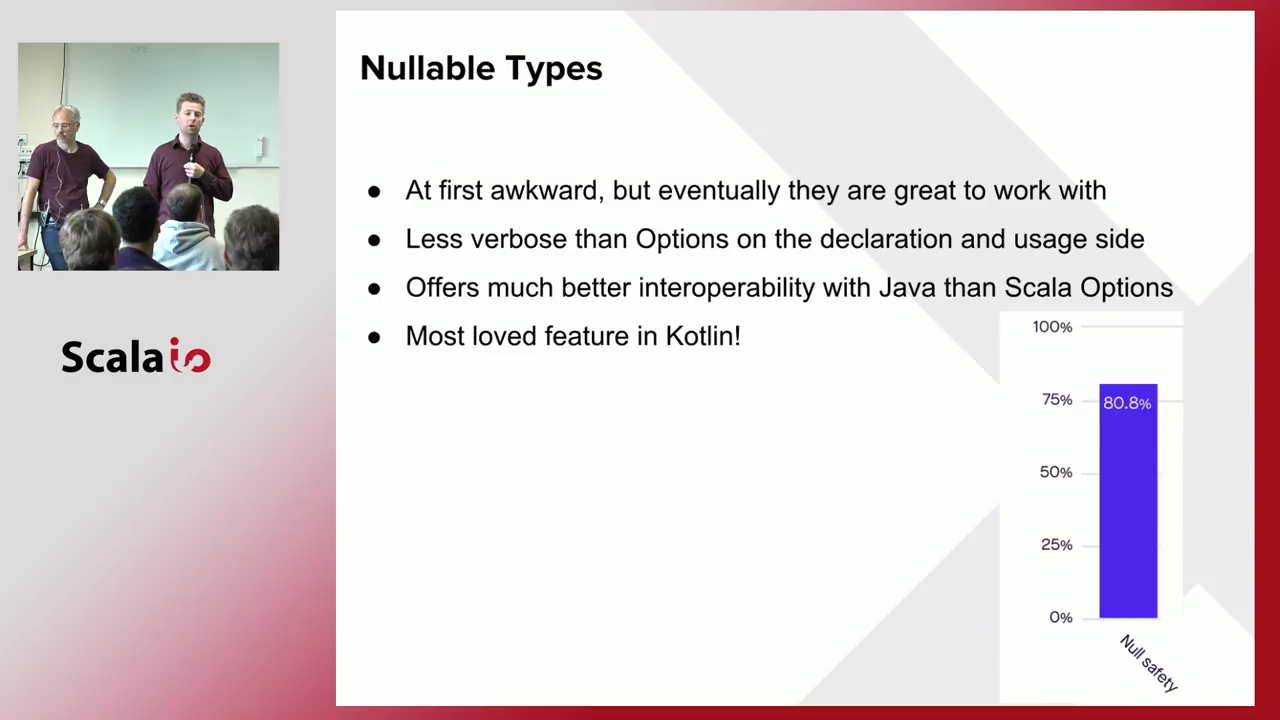 Nullable Types
● At first awkward, but eventually they are great to work with
● Less verbose than Options on the declaration and usage side
● Offers much better interoperability with Java than Scala Options
● Most loved feature in Kotlin!
Scala io
100%
75%
80.8%
50%
25%
0%
Null safety